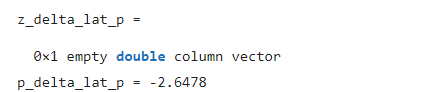 z_delta_lat_p =
0×1 empty double column vector
p_delta_lat_p = -2.6478